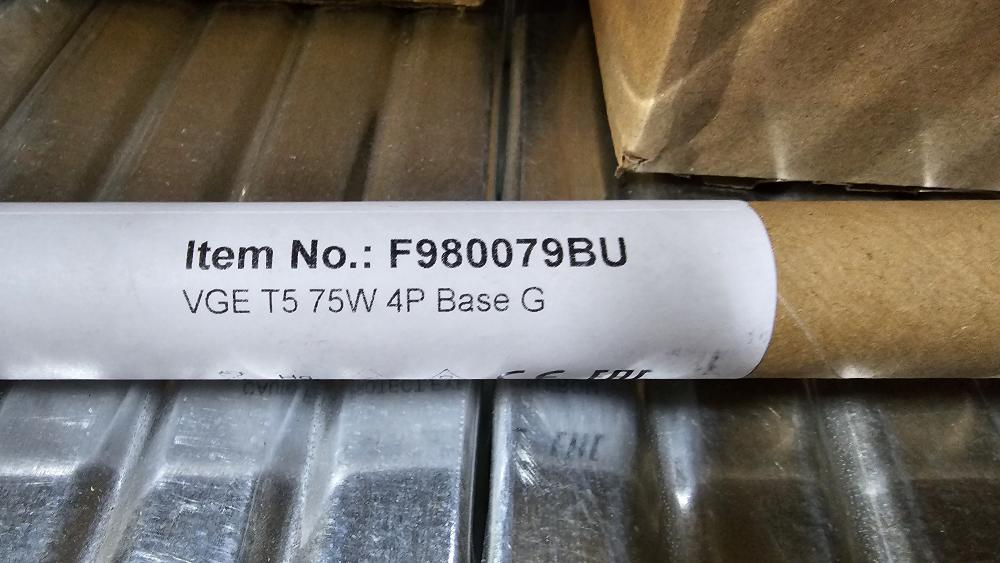 Item No.: F980079BU
VGE T5 75W 4P Base G